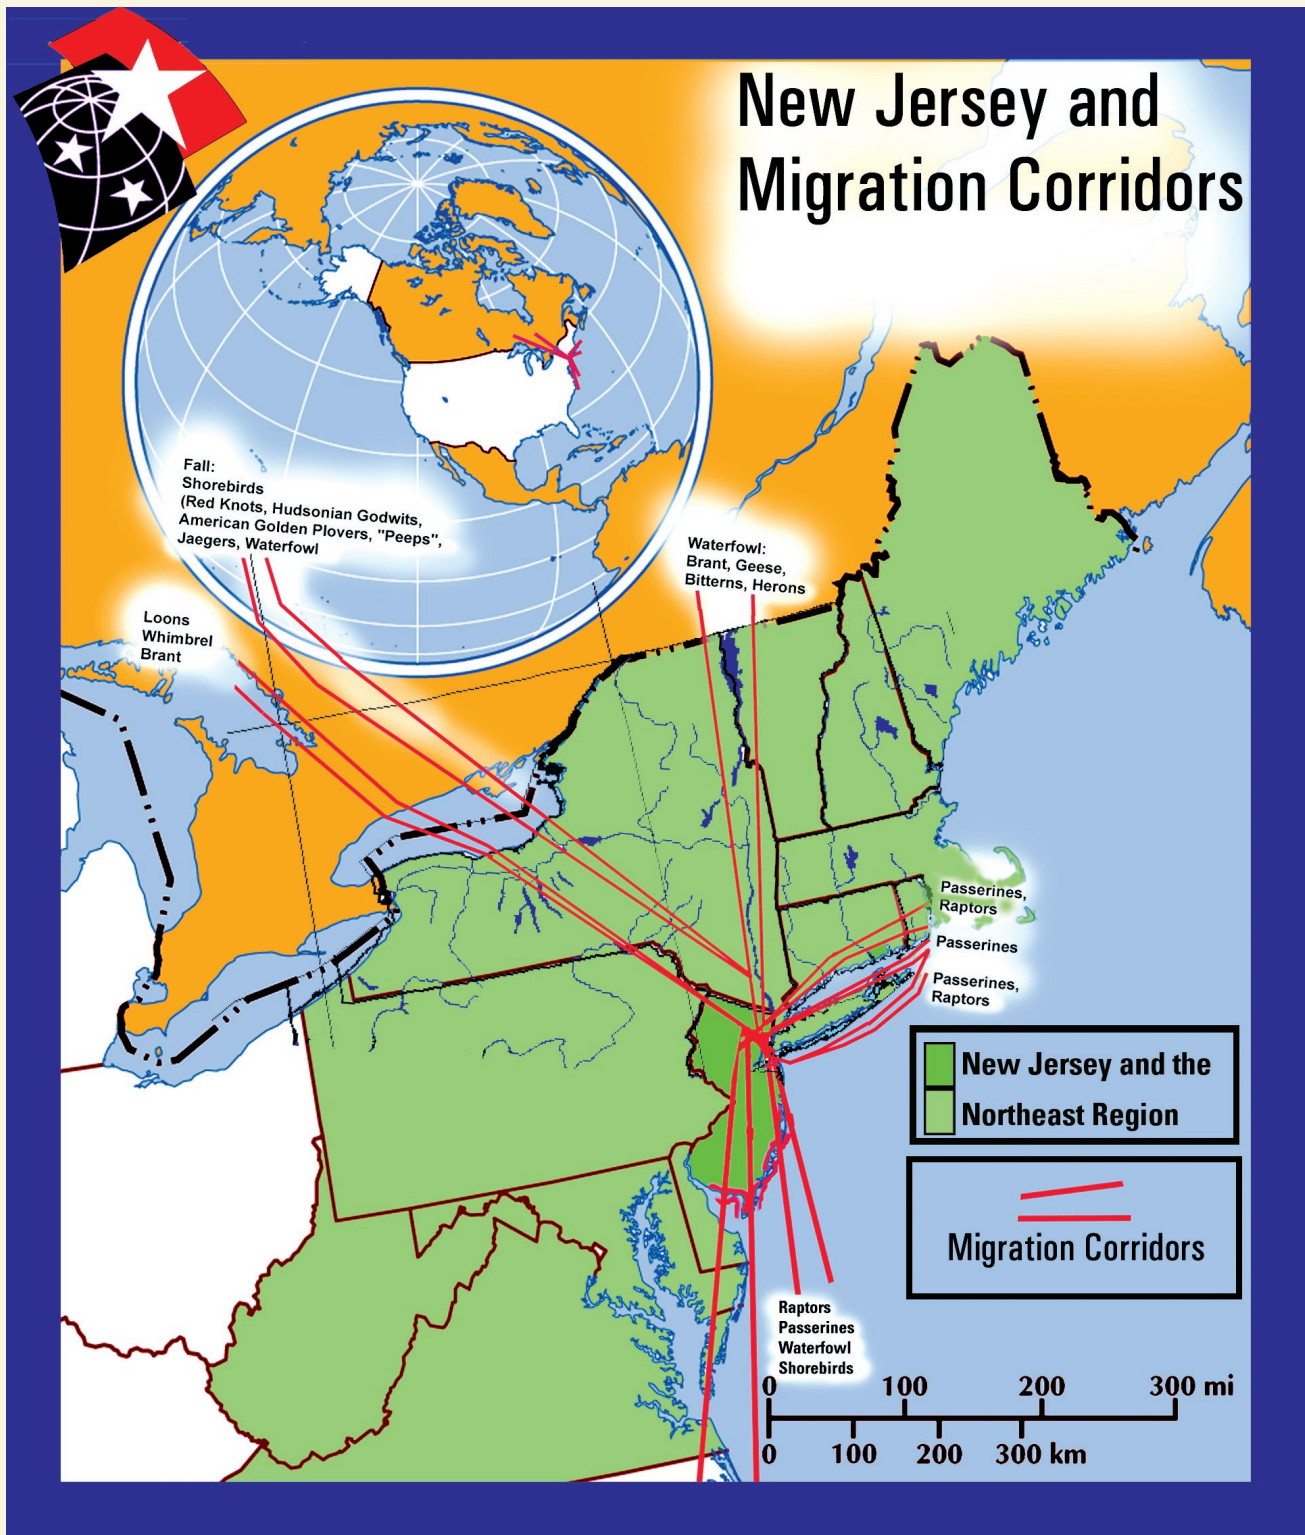 New Jersey and
Migration Corridors
Fall:
Shorebirds
(Red Knots, Hudsonian Godwits,
American Golden Plovers, "Peeps",
Jaegers, Waterfowl
Loons
Whimbrel
Brant
Waterfowl:
Brant, Geese,
Bitterns, Herons
Passerines,
Raptors
Passerines
Passerines,
Raptors
New Jersey and the
Northeast Region
Migration Corridors
Raptors
Passerines
Waterfowl
Shorebirds
0 100 200 300 mi
0 100 200 300 km